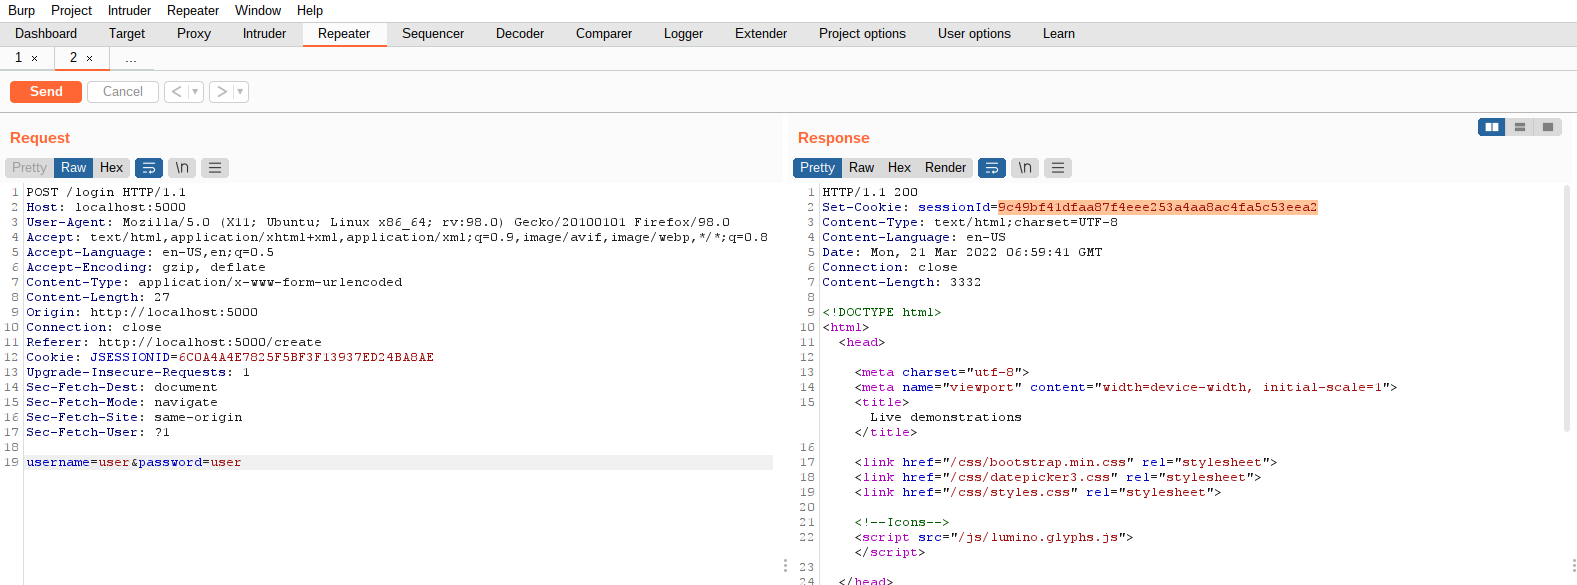 Burp Project Intruder Repeater Window Help
Dashboard Target Proxy Intruder Repeater Sequencer Decoder Comparer Logger Extender Project options User options Learn
1 × 2 × ...
Send Cancel < ▼ > ▼
Request
Pretty Raw Hex \n
1 POST /login HTTP/1.1
2 Host: localhost:5000
3 User-Agent: Mozilla/5.0 (X11; Ubuntu; Linux x86_64; rv:98.0) Gecko/20100101 Firefox/98.0
4 Accept: text/html,application/xhtml+xml,application/xml;q=0.9,image/avif,image/webp,*/*;q=0.8
5 Accept-Language: en-US,en;q=0.5
6 Accept-Encoding: gzip, deflate
7 Content-Type: application/x-www-form-urlencoded
8 Content-Length: 27
9 Origin: http://localhost:5000
10 Connection: close
11 Referer: http://localhost:5000/create
12 Cookie: JSESSIONID=6C0A4A4E7825F5BF3F13937ED24BA8AE
13 Upgrade-Insecure-Requests: 1
14 Sec-Fetch-Dest: document
15 Sec-Fetch-Mode: navigate
16 Sec-Fetch-Site: same-origin
17 Sec-Fetch-User: ?1
18
19 username=user&password=user
Response
Pretty Raw Hex Render \n
1 HTTP/1.1 200
2 Set-Cookie: sessionId=9c49bf41dfaa87f4eee253a4aa8ac4fa5c53eea2
3 Content-Type: text/html;charset=UTF-8
4 Content-Language: en-US
5 Date: Mon, 21 Mar 2022 06:59:41 GMT
6 Connection: close
7 Content-Length: 3332
8
9 <!DOCTYPE html>
10 <html>
11 <head>
12
13 <meta charset="utf-8">
14 <meta name="viewport" content="width=device-width, initial-scale=1">
15 <title>
Live demonstrations
</title>
16
17 <link href="/css/bootstrap.min.css" rel="stylesheet">
18 <link href="/css/datepicker3.css" rel="stylesheet">
19 <link href="/css/styles.css" rel="stylesheet">
20
21 <!--Icons-->
22 <script src="/js/lumino.glyphs.js">
</script>
23
24 </head>